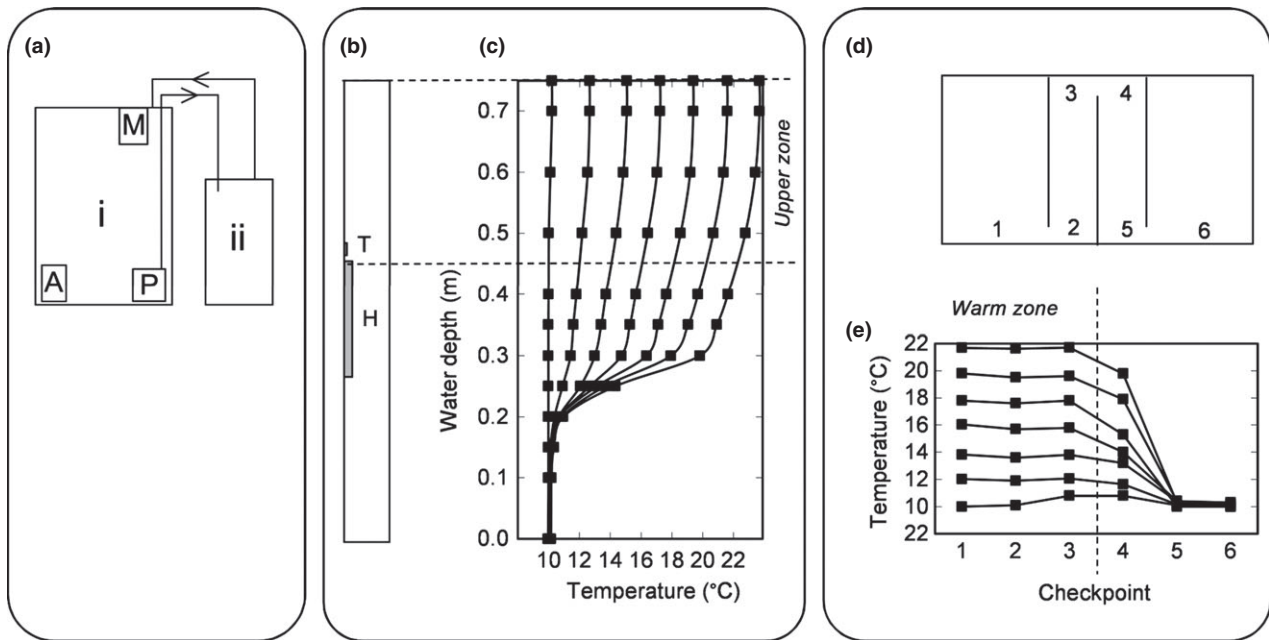 (a)
M
i
ii
A
P
(b)
T
H
(c)
0.7
0.6
0.5
0.4
0.3
0.2
0.1
0.0
Water depth (m)
10 12 14 16 18 20 22
Temperature (°C)
Upper zone
(d)
3 4
1 2 5 6
Warm zone
(e)
22
20
18
16
14
12
10
22
Temperature (°C)
1 2 3 4 5 6
Checkpoint